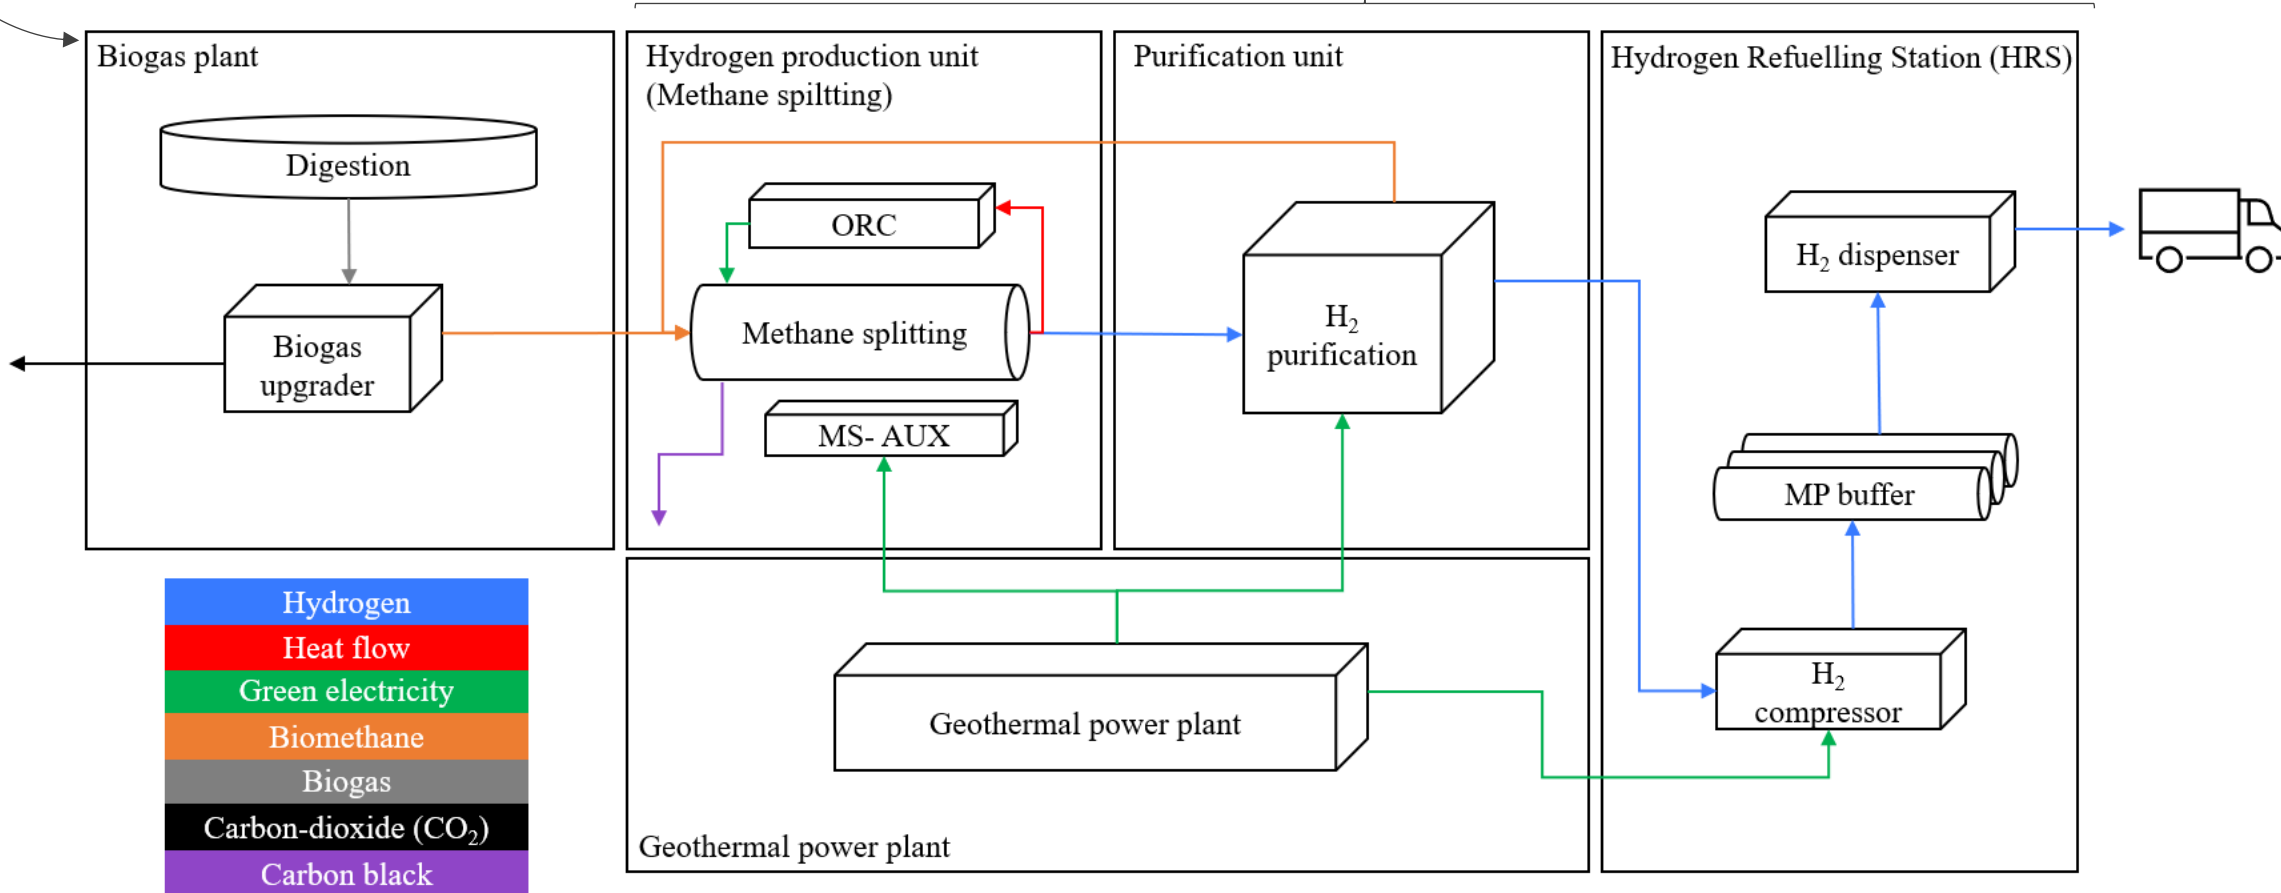 Biogas plant
Digestion
Biogas
upgrader
Hydrogen production unit
(Methane spiltting)
ORC
Methane splitting
MS- AUX
Purification unit
H₂
purification
Hydrogen Refuelling Station (HRS)
H₂ dispenser
MP buffer
H₂
compressor
Geothermal power plant
Geothermal power plant
Hydrogen
Heat flow
Green electricity
Biomethane
Biogas
Carbon-dioxide (CO₂)
Carbon black